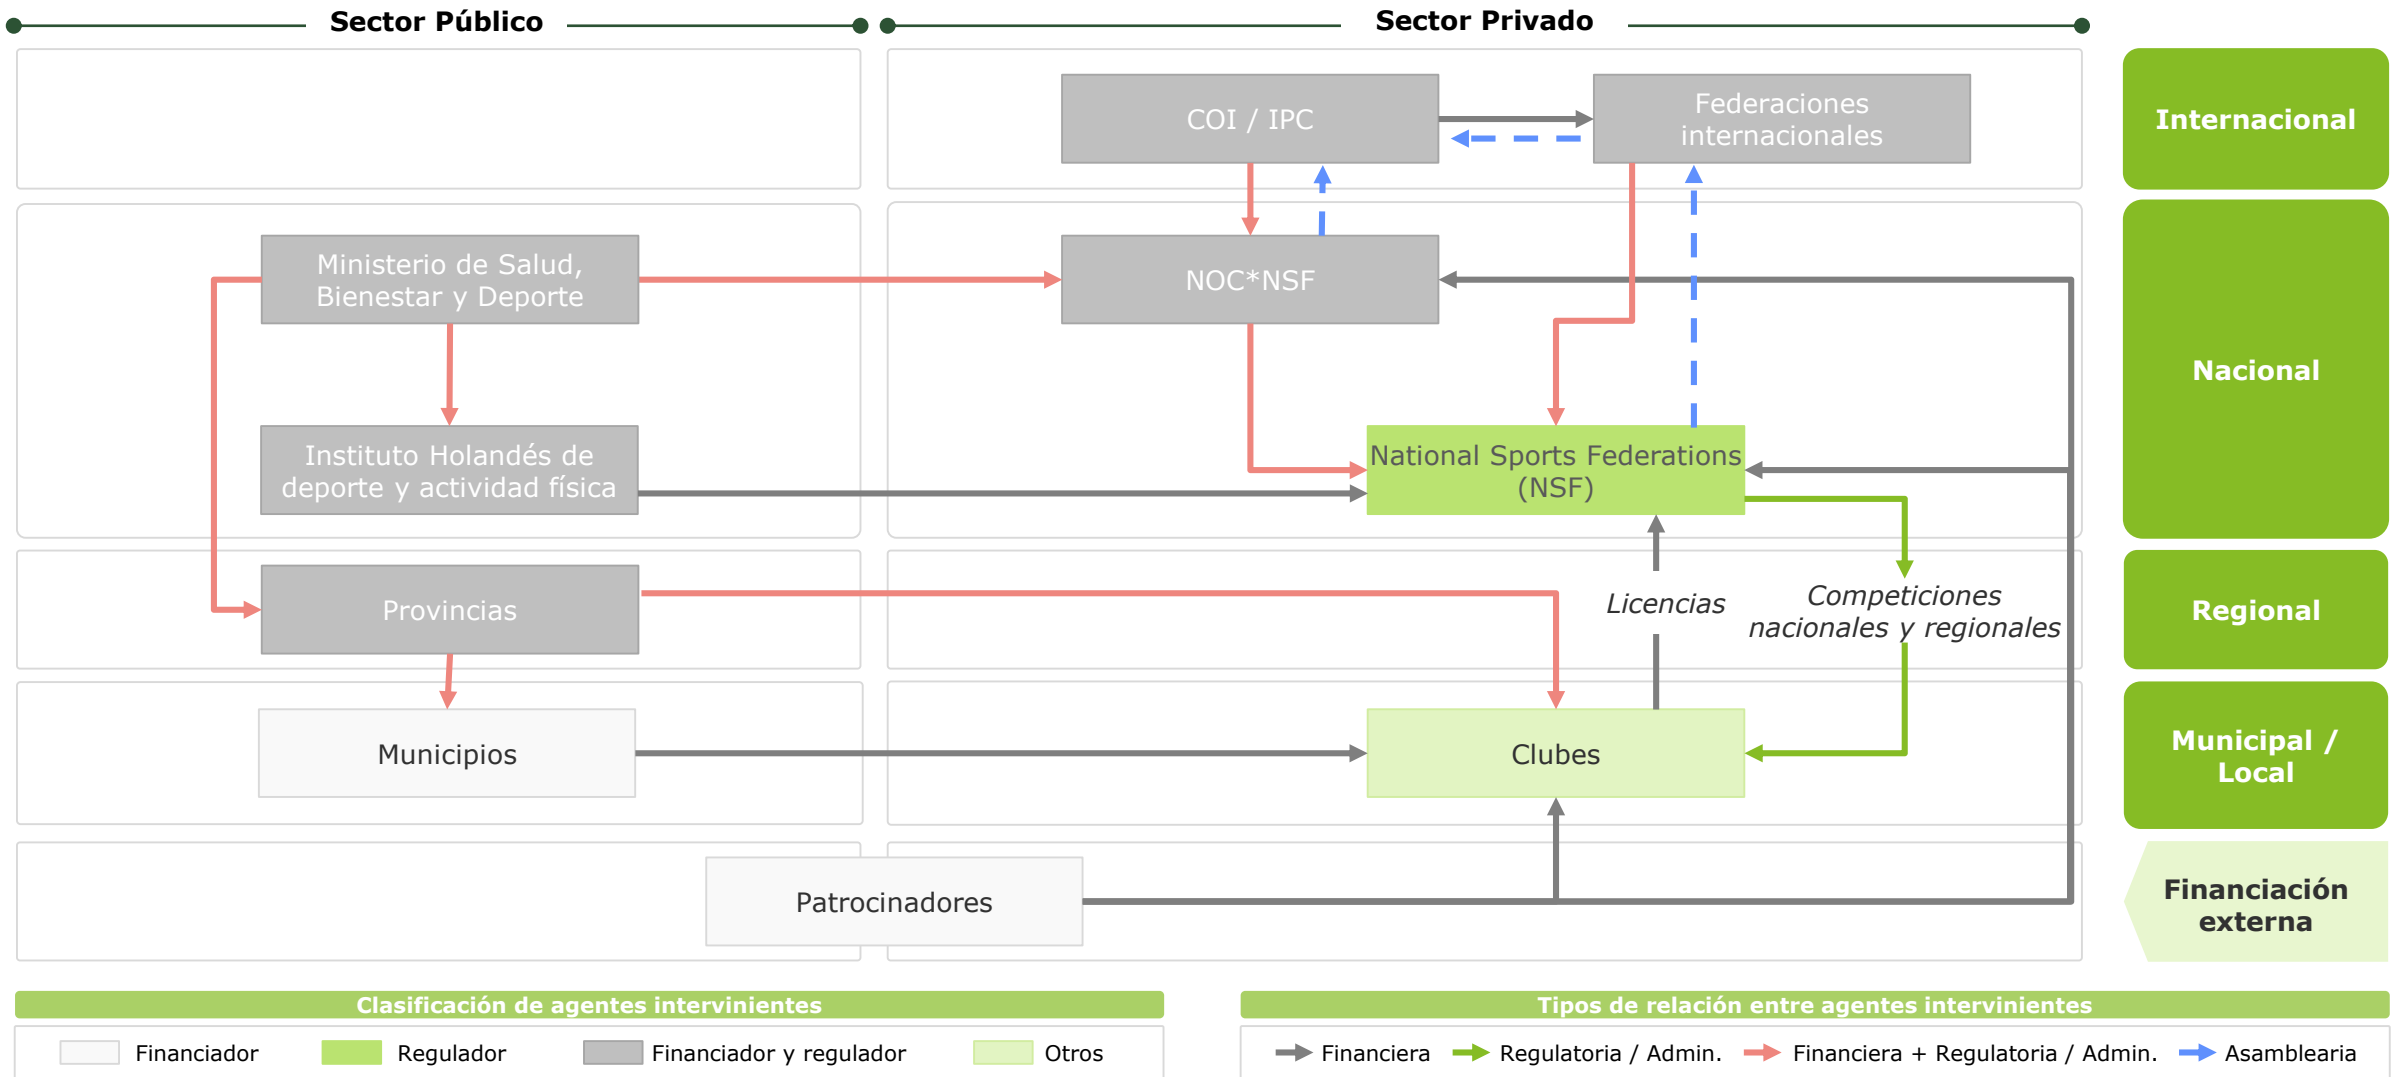 Sector Público
Sector Privado
COI / IPC
Federaciones
internacionales
Internacional
Ministerio de Salud,
Bienestar y Deporte
NOC*NSF
Nacional
Instituto Holandés de
deporte y actividad física
National Sports Federations
(NSF)
Provincias
Licencias
Competiciones
nacionales y regionales
Regional
Municipios
Clubes
Municipal /
Local
Patrocinadores
Financiación
externa
Clasificación de agentes intervinientes
Financiador
Regulador
Financiador y regulador
Otros
Tipos de relación entre agentes intervinientes
Financiera
Regulatoria / Admin.
Financiera + Regulatoria / Admin.
Asamblearia